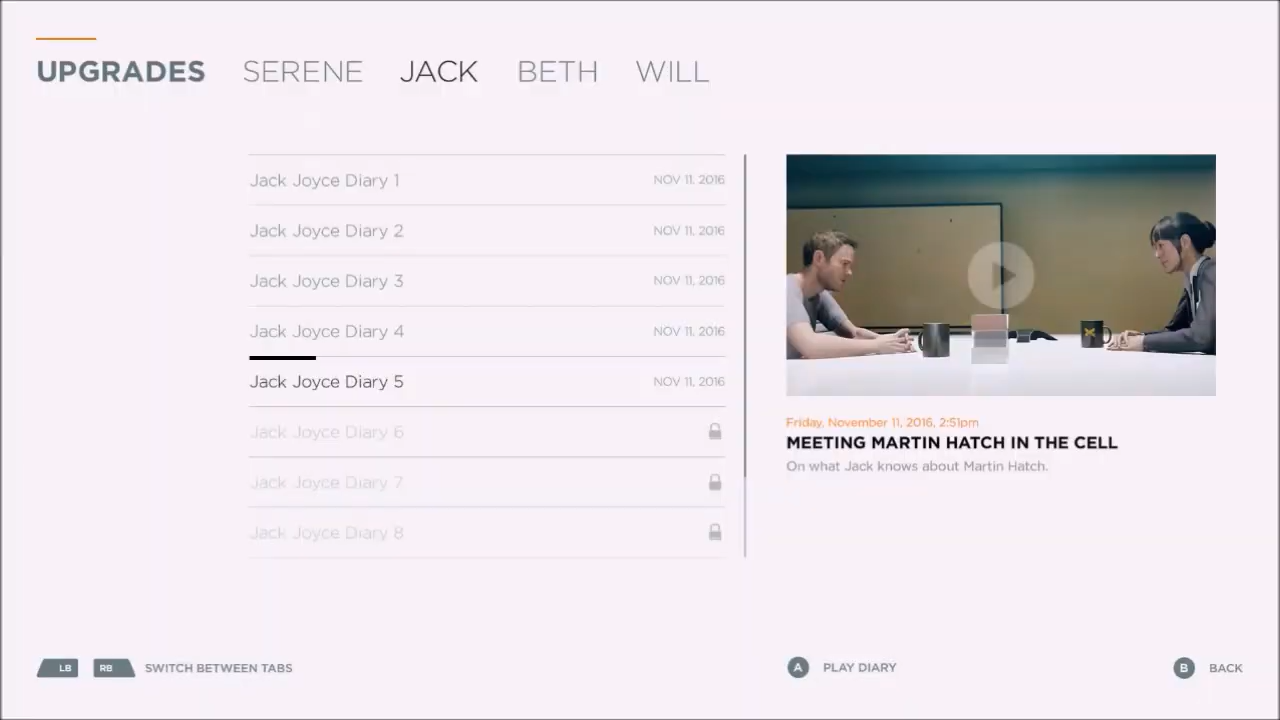 UPGRADES SERENE JACK BETH WILL
Jack Joyce Diary 1 NOV 11, 2016
Jack Joyce Diary 2 NOV 11, 2016
Jack Joyce Diary 3 NOV 11, 2016
Jack Joyce Diary 4 NOV 11, 2016
Jack Joyce Diary 5 NOV 11, 2016
Jack Joyce Diary 6
Jack Joyce Diary 7
Jack Joyce Diary 8
Friday, November 11, 2016, 2:51pm
MEETING MARTIN HATCH IN THE CELL
On what Jack knows about Martin Hatch.
LB RB SWITCH BETWEEN TABS
A PLAY DIARY
B BACK